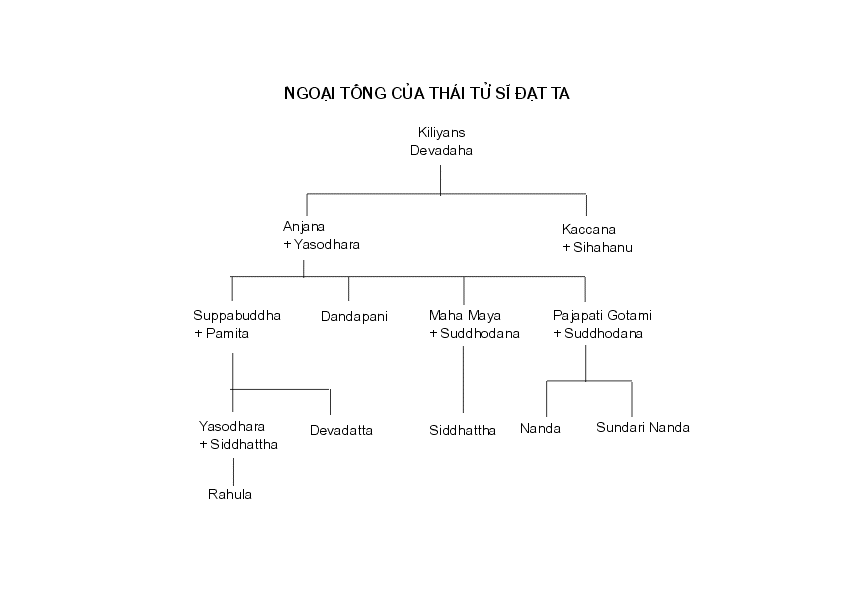 NGOẠI TÔNG CỦA THÁI TỬ SĨ ĐẠT TA
Kiliyans
Devadaha
Anjana
+ Yasodhara
Kaccana
+ Sihahanu
Suppabuddha
+ Pamita
Dandapani
Maha Maya
+ Suddhodana
Pajapati Gotami
+ Suddhodana
Yasodhara
+ Siddhattha
Devadatta
Siddhattha
Nanda
Sundari Nanda
Rahula